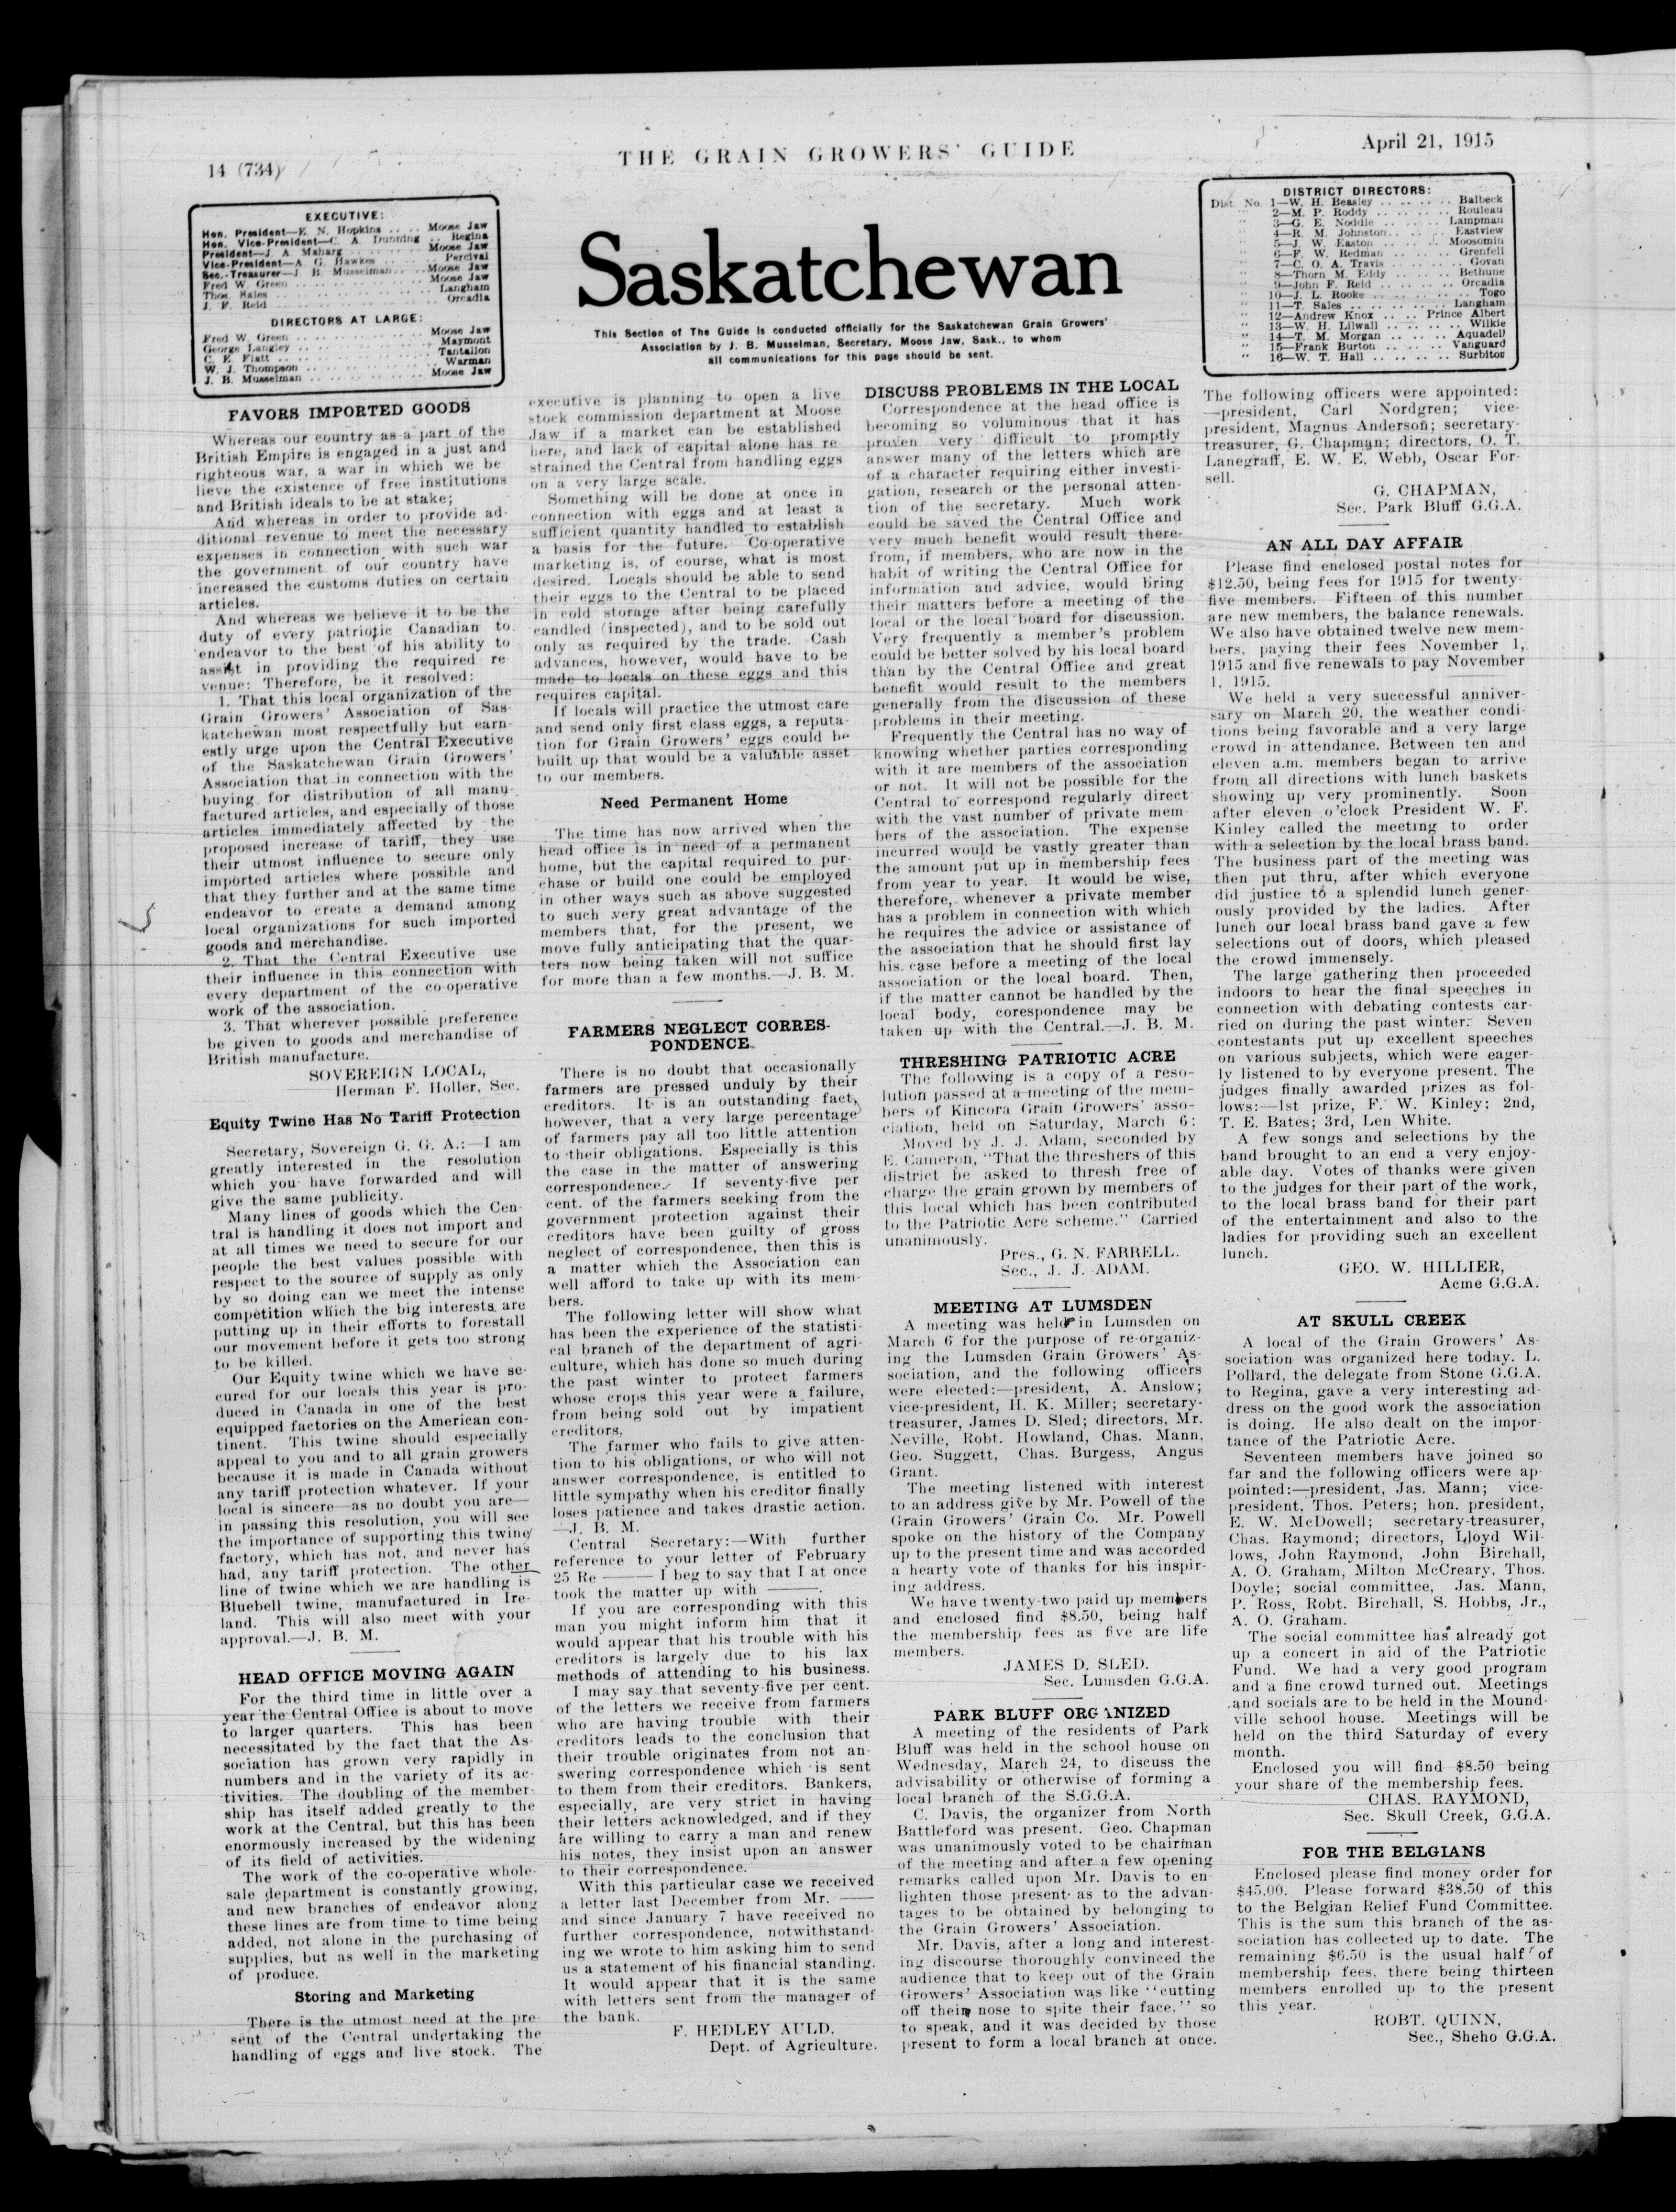 14 (734)
THE GRAIN GROWERS' GUIDE
April 21, 1915
EXECUTIVE:
Hon. President—E. N. Hopkins .. .. Moose Jaw
Hon. Vice-President—C. A. Dunning .. Regina
President—J. A. Maharg .. .. .. .. Moose Jaw
Vice-President—A. G. Hawkes .. .. .. Percival
Sec.-Treasurer—J. B. Musselman .. .. Moose Jaw
Fred W. Green .. .. .. .. .. .. .. Moose Jaw
Thos. Sales .. .. .. .. .. .. .. .. Langham
J. F. Reid .. .. .. .. .. .. .. .. Orcadia
DIRECTORS AT LARGE:
Fred W. Green .. .. .. .. .. .. .. Moose Jaw
George Langley .. .. .. .. .. .. .. Maymont
C. E. Flatt .. .. .. .. .. .. .. .. Tantallon
W. J. Thompson .. .. .. .. .. .. .. Warman
J. B. Musselman .. .. .. .. .. .. .. Moose Jaw
Saskatchewan
This Section of The Guide is conducted officially for the Saskatchewan Grain Growers'
Association by J. B. Musselman, Secretary, Moose Jaw, Sask., to whom
all communications for this page should be sent.
DISTRICT DIRECTORS:
Dist. No. 1—W. H. Beasley .. .. .. .. Balbeck
" 2—M. P. Roddy .. .. .. .. Rouleau
" 3—G. E. Noddle .. .. .. .. Lampman
" 4—R. M. Johnston .. .. .. Eastview
" 5—J. W. Easton .. .. .. Moosomin
" 6—F. W. Redman .. .. .. .. Grenfell
" 7—C. O. A. Travis .. .. .. .. Govan
" 8—Thorn M. Eddy .. .. .. .. Bethune
" 9—John F. Reid .. .. .. .. Orcadia
" 10—J. L. Rooke .. .. .. .. .. Togo
" 11—T. Sales .. .. .. .. .. Langham
" 12—Andrew Knox .. .. Prince Albert
" 13—W. H. Lilwall .. .. .. .. Wilkie
" 14—T. M. Morgan .. .. .. Aquadell
" 15—Frank Burton .. .. .. Vanguard
" 16—W. T. Hall .. .. .. .. Surbiton
FAVORS IMPORTED GOODS
Whereas our country as a part of the
British Empire is engaged in a just and
righteous war, a war in which we be
lieve the existence of free institutions
and British ideals to be at stake;
And whereas in order to provide ad-
ditional revenue to meet the necessary
expenses in connection with such war
the government of our country have
increased the customs duties on certain
articles.
And whereas we believe it to be the
duty of every patriotic Canadian to
endeavor to the best of his ability to
assist in providing the required re
venue: Therefore, be it resolved:
1. That this local organization of the
Grain Growers' Association of Sas-
katchewan most respectfully but earn-
estly urge upon the Central Executive
of the Saskatchewan Grain Growers'
Association that in connection with the
buying for distribution of all manu-
factured articles, and especially of those
articles immediately affected by the
proposed increase of tariff, they use
their utmost influence to secure only
imported articles where possible and
that they further and at the same time
endeavor to create a demand among
local organizations for such imported
goods and merchandise.
2. That the Central Executive use
their influence in this connection with
every department of the co-operative
work of the association.
3. That wherever possible preference
be given to goods and merchandise of
British manufacture.
SOVEREIGN LOCAL,
Herman F. Holler, Sec.
Equity Twine Has No Tariff Protection
Secretary, Sovereign G. G. A.:—I am
greatly interested in the resolution
which you have forwarded and will
give the same publicity.
Many lines of goods which the Cen-
tral is handling it does not import and
at all times we need to secure for our
people the best values possible with
respect to the source of supply as only
by so doing can we meet the intense
competition which the big interests are
putting up in their efforts to forestall
our movement before it gets too strong
to be killed.
Our Equity twine which we have se-
cured for our locals this year is pro-
duced in Canada in one of the best
equipped factories on the American con-
tinent. This twine should especially
appeal to you and to all grain growers
because it is made in Canada without
any tariff protection whatever. If your
local is sincere—as no doubt you are—
in passing this resolution, you will see
the importance of supporting this twine
factory, which has not, and never has
had, any tariff protection. The other
line of twine which we are handling is
Bluebell twine, manufactured in Ire-
land. This will also meet with your
approval.—J. B. M.
HEAD OFFICE MOVING AGAIN
For the third time in little over a
year the Central Office is about to move
to larger quarters. This has been
necessitated by the fact that the As-
sociation has grown very rapidly in
numbers and in the variety of its ac-
tivities. The doubling of the member-
ship has itself added greatly to the
work at the Central, but this has been
enormously increased by the widening
of its field of activities.
The work of the co-operative whole-
sale department is constantly growing,
and new branches of endeavor along
these lines are from time to time being
added, not alone in the purchasing of
supplies, but as well in the marketing
of produce.
Storing and Marketing
There is the utmost need at the pre-
sent of the Central undertaking the
handling of eggs and live stock. The
executive is planning to open a live
stock commission department at Moose
Jaw if a market can be established
here, and lack of capital alone has re
strained the Central from handling eggs
on a very large scale.
Something will be done at once in
connection with eggs and at least a
sufficient quantity handled to establish
a basis for the future. Co-operative
marketing is, of course, what is most
desired. Locals should be able to send
their eggs to the Central to be placed
in cold storage after being carefully
candled (inspected), and to be sold out
only as required by the trade. Cash
advances, however, would have to be
made to locals on these eggs and this
requires capital.
If locals will practice the utmost care
and send only first class eggs, a reputa-
tion for Grain Growers' eggs could be
built up that would be a valuable asset
to our members.
Need Permanent Home
The time has now arrived when the
head office is in need of a permanent
home, but the capital required to pur-
chase or build one could be employed
in other ways such as above suggested
to such very great advantage of the
members that, for the present, we
move fully anticipating that the quar-
ters now being taken will not suffice
for more than a few months.—J. B. M.
FARMERS NEGLECT CORRES-
PONDENCE
There is no doubt that occasionally
farmers are pressed unduly by their
creditors. It is an outstanding fact,
however, that a very large percentage
of farmers pay all too little attention
to their obligations. Especially is this
the case in the matter of answering
correspondence. If seventy-five per
cent. of the farmers seeking from the
government protection against their
creditors have been guilty of gross
neglect of correspondence, then this is
a matter which the Association can
well afford to take up with its mem-
bers.
The following letter will show what
has been the experience of the statisti-
cal branch of the department of agri-
culture, which has done so much during
the past winter to protect farmers
whose crops this year were a failure,
from being sold out by impatient
creditors.
The farmer who fails to give atten-
tion to his obligations, or who will not
answer correspondence, is entitled to
little sympathy when his creditor finally
loses patience and takes drastic action.
—J. B. M.
Central Secretary:—With further
reference to your letter of February
25 Re ——— I beg to say that I at once
took the matter up with ———.
If you are corresponding with this
man you might inform him that it
would appear that his trouble with his
creditors is largely due to his lax
methods of attending to his business.
I may say that seventy-five per cent.
of the letters we receive from farmers
who are having trouble with their
creditors leads to the conclusion that
their trouble originates from not an-
swering correspondence which is sent
to them from their creditors. Bankers,
especially, are very strict in having
their letters acknowledged, and if they
are willing to carry a man and renew
his notes, they insist upon an answer
to their correspondence.
With this particular case we received
a letter last December from Mr. ——
and since January 7 have received no
further correspondence, notwithstand-
ing we wrote to him asking him to send
us a statement of his financial standing.
It would appear that it is the same
with letters sent from the manager of
the bank.
F. HEDLEY AULD.
Dept. of Agriculture.
DISCUSS PROBLEMS IN THE LOCAL
Correspondence at the head office is
becoming so voluminous that it has
proven very difficult to promptly
answer many of the letters which are
of a character requiring either investi-
gation, research or the personal atten-
tion of the secretary. Much work
could be saved the Central Office and
very much benefit would result there-
from, if members, who are now in the
habit of writing the Central Office for
information and advice, would bring
their matters before a meeting of the
local or the local board for discussion.
Very frequently a member's problem
could be better solved by his local board
than by the Central Office and great
benefit would result to the members
generally from the discussion of these
problems in their meeting.
Frequently the Central has no way of
knowing whether parties corresponding
with it are members of the association
or not. It will not be possible for the
Central to correspond regularly direct
with the vast number of private mem-
bers of the association. The expense
incurred would be vastly greater than
the amount put up in membership fees
from year to year. It would be wise,
therefore, whenever a private member
has a problem in connection with which
he requires the advice or assistance of
the association that he should first lay
his case before a meeting of the local
association or the local board. Then,
if the matter cannot be handled by the
local body, corespondence may be
taken up with the Central.—J. B. M.
THRESHING PATRIOTIC ACRE
The following is a copy of a reso-
lution passed at a meeting of the mem-
bers of Kincora Grain Growers' asso-
ciation, held on Saturday, March 6:
Moved by J. J. Adam, seconded by
E. Cameron, "That the threshers of this
district be asked to thresh free of
charge the grain grown by members of
this local which has been contributed
to the Patriotic Acre scheme." Carried
unanimously.
Pres., G. N. FARRELL.
Sec., J. J. ADAM.
MEETING AT LUMSDEN
A meeting was held in Lumsden on
March 6 for the purpose of re-organiz-
ing the Lumsden Grain Growers' As-
sociation, and the following officers
were elected:—president, A. Anslow;
vice-president, H. K. Miller; secretary-
treasurer, James D. Sled; directors, Mr.
Neville, Robt. Howland, Chas. Mann,
Geo. Suggett, Chas. Burgess, Angus
Grant.
The meeting listened with interest
to an address give by Mr. Powell of the
Grain Growers' Grain Co. Mr. Powell
spoke on the history of the Company
up to the present time and was accorded
a hearty vote of thanks for his inspir-
ing address.
We have twenty-two paid up members
and enclosed find $8.50, being half
the membership fees as five are life
members.
JAMES D. SLED.
Sec. Lumsden G.G.A.
PARK BLUFF ORGANIZED
A meeting of the residents of Park
Bluff was held in the school house on
Wednesday, March 24, to discuss the
advisability or otherwise of forming a
local branch of the S.G.G.A.
C. Davis, the organizer from North
Battleford was present. Geo. Chapman
was unanimously voted to be chairman
of the meeting and after a few opening
remarks called upon Mr. Davis to en
lighten those present as to the advan-
tages to be obtained by belonging to
the Grain Growers' Association.
Mr. Davis, after a long and interest-
ing discourse thoroughly convinced the
audience that to keep out of the Grain
Growers' Association was like "cutting
off their nose to spite their face," so
to speak, and it was decided by those
present to form a local branch at once.
The following officers were appointed:
—president, Carl Nordgren; vice-
president, Magnus Anderson; secretary-
treasurer, G. Chapman; directors, O. T.
Lanegraff, E. W. E. Webb, Oscar For-
sell.
G. CHAPMAN,
Sec. Park Bluff G.G.A.
AN ALL DAY AFFAIR
Please find enclosed postal notes for
$12.50, being fees for 1915 for twenty-
five members. Fifteen of this number
are new members, the balance renewals.
We also have obtained twelve new mem-
bers, paying their fees November 1,
1915 and five renewals to pay November
1, 1915.
We held a very successful anniver-
sary on March 20, the weather condi-
tions being favorable and a very large
crowd in attendance. Between ten and
eleven a.m. members began to arrive
from all directions with lunch baskets
showing up very prominently. Soon
after eleven o'clock President W. F.
Kinley called the meeting to order
with a selection by the local brass band.
The business part of the meeting was
then put thru, after which everyone
did justice to a splendid lunch gener-
ously provided by the ladies. After
lunch our local brass band gave a few
selections out of doors, which pleased
the crowd immensely.
The large gathering then proceeded
indoors to hear the final speeches in
connection with debating contests car-
ried on during the past winter. Seven
contestants put up excellent speeches
on various subjects, which were eager-
ly listened to by everyone present. The
judges finally awarded prizes as fol-
lows:—1st prize, F. W. Kinley; 2nd,
T. E. Bates; 3rd, Len White.
A few songs and selections by the
band brought to an end a very enjoy-
able day. Votes of thanks were given
to the judges for their part of the work,
to the local brass band for their part
of the entertainment and also to the
ladies for providing such an excellent
lunch.
GEO. W. HILLIER,
Acme G.G.A.
AT SKULL CREEK
A local of the Grain Growers' As-
sociation was organized here today. L.
Pollard, the delegate from Stone G.G.A.
to Regina, gave a very interesting ad-
dress on the good work the association
is doing. He also dealt on the impor-
tance of the Patriotic Acre.
Seventeen members have joined so
far and the following officers were ap-
pointed:—president, Jas. Mann; vice-
president, Thos. Peters; hon. president,
E. W. McDowell; secretary-treasurer,
Chas. Raymond; directors, Lloyd Wil-
lows, John Raymond, John Birchall,
A. O. Graham, Milton McCreary, Thos.
Doyle; social committee, Jas. Mann,
P. Ross, Robt. Birchall, S. Hobbs, Jr.,
A. O. Graham.
The social committee has already got
up a concert in aid of the Patriotic
Fund. We had a very good program
and a fine crowd turned out. Meetings
and socials are to be held in the Mound-
ville school house. Meetings will be
held on the third Saturday of every
month.
Enclosed you will find $8.50 being
your share of the membership fees.
CHAS. RAYMOND,
Sec. Skull Creek, G.G.A.
FOR THE BELGIANS
Enclosed please find money order for
$45.00. Please forward $38.50 of this
to the Belgian Relief Fund Committee.
This is the sum this branch of the as-
sociation has collected up to date. The
remaining $6.50 is the usual half of
membership fees, there being thirteen
members enrolled up to the present
this year.
ROBT. QUINN,
Sec., Sheho G.G.A.